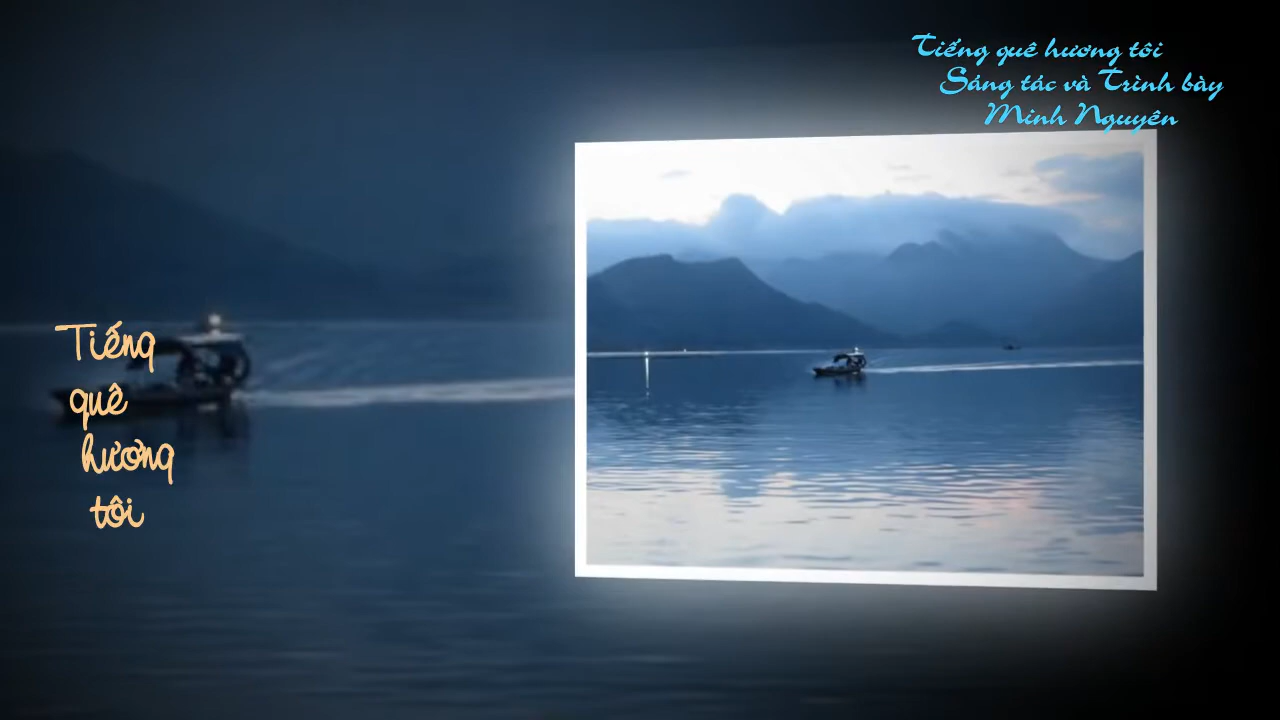 Tiếng quê hương tôi
Sáng tác và Trình bày
Minh Nguyên
Tiếng
quê
hương
tôi